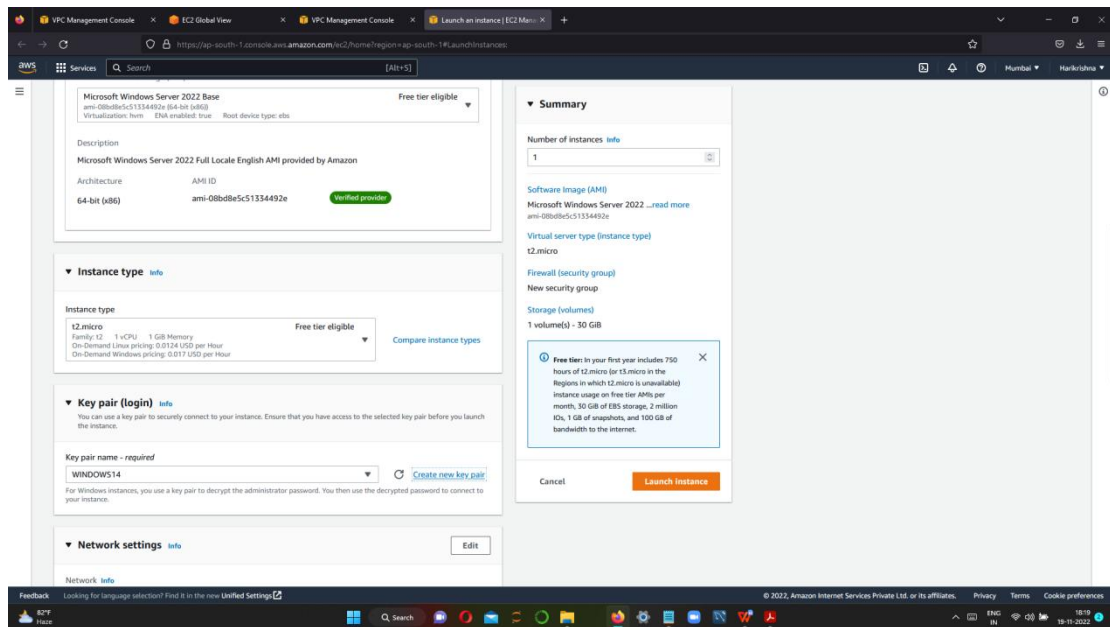 VPC Management Console
EC2 Global View
VPC Management Console
Launch an instance | EC2 Mana
https://ap-south-1.console.aws.amazon.com/ec2/home?region=ap-south-1#LaunchInstances:
aws
Services
Search
[Alt+S]
Mumbai
Harikrishna
Microsoft Windows Server 2022 Base
Free tier eligible
ami-08bd8e5c51334492e (64-bit (x86))
Virtualization: hvm ENA enabled: true Root device type: ebs
Description
Microsoft Windows Server 2022 Full Locale English AMI provided by Amazon
Architecture
AMI ID
64-bit (x86)
ami-08bd8e5c51334492e
Verified provider
Instance type Info
Instance type
t2.micro
Free tier eligible
Family: t2 1 vCPU 1 GiB Memory
On-Demand Linux pricing: 0.0124 USD per Hour
On-Demand Windows pricing: 0.017 USD per Hour
Compare instance types
Key pair (login) Info
You can use a key pair to securely connect to your instance. Ensure that you have access to the selected key pair before you launch
the instance.
Key pair name - required
WINDOWS14
Create new key pair
For Windows instances, you use a key pair to decrypt the administrator password. You then use the decrypted password to connect to
your instance.
Network settings Info
Edit
Network Info
Summary
Number of instances Info
1
Software Image (AMI)
Microsoft Windows Server 2022 ...read more
ami-08bd8e5c51334492e
Virtual server type (instance type)
t2.micro
Firewall (security group)
New security group
Storage (volumes)
1 volume(s) - 30 GiB
Free tier: In your first year includes 750
hours of t2.micro (or t3.micro in the
Regions in which t2.micro is unavailable)
instance usage on free tier AMIs per
month, 30 GiB of EBS storage, 2 million
IOs, 1 GB of snapshots, and 100 GB of
bandwidth to the internet.
Cancel
Launch instance
Feedback
Looking for language selection? Find it in the new Unified Settings
© 2022, Amazon Internet Services Private Ltd. or its affiliates.
Privacy
Terms
Cookie preferences
82°F
Haze
Search
ENG
IN
18:19
19-11-2022